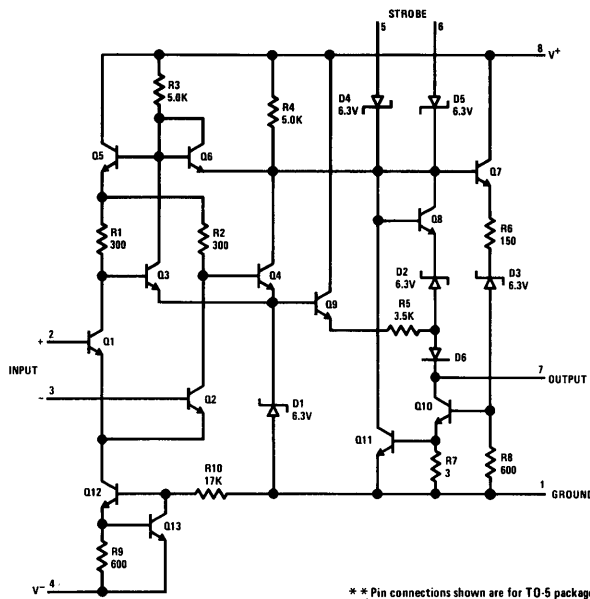 STROBE
5 6
8 V+
R3
5.0K
R4
5.0K
D4
6.3V
D5
6.3V
Q5
Q6
Q7
R1
300
R2
300
Q8
R6
150
Q3
Q4
D2
6.3V
D3
6.3V
Q9
R5
3.5K
+ 2
Q1
D6
INPUT
7
OUTPUT
− 3
Q2
D1
6.3V
Q10
Q11
R7
3
R8
600
R10
17K
Q12
1
GROUND
Q13
R9
600
V− 4
* * Pin connections shown are for TO-5 package